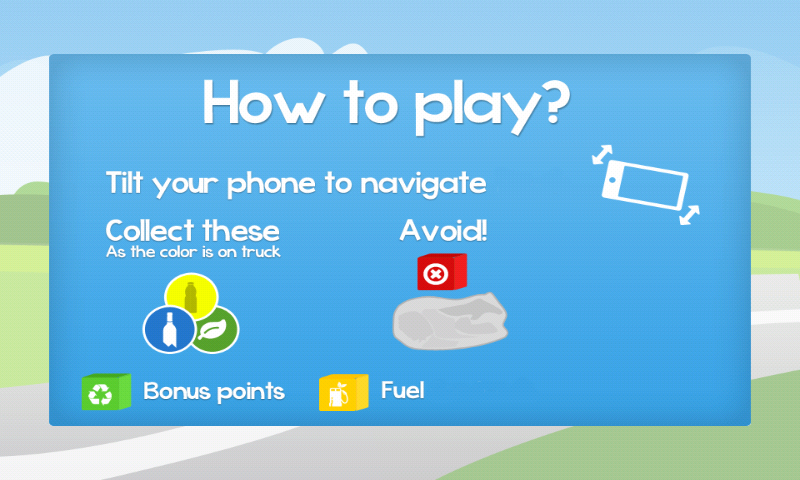 How to play?
Tilt your phone to navigate
Collect these
As the color is on truck
Avoid!
Bonus points
Fuel